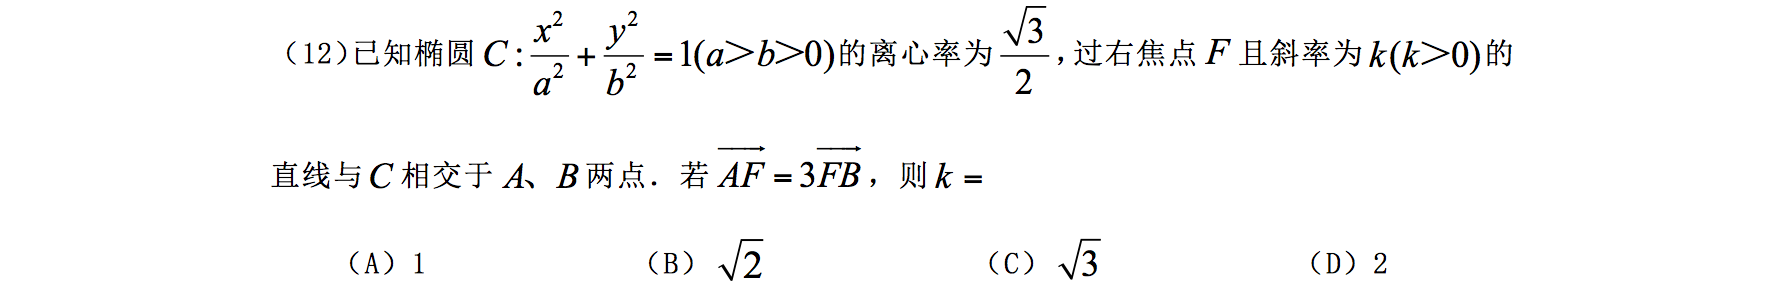 （12）已知椭圆 $C:\frac{x^2}{a^2}+\frac{y^2}{b^2}=1(a>b>0)$的离心率为$\frac{\sqrt{3}}{2}$,过右焦点 $F$ 且斜率为 $k(k>0)$的
直线与 $C$ 相交于 $A$、$B$ 两点．若 $\overrightarrow{AF}=3\overrightarrow{FB}$，则 $k=$
（A）1 （B）$\sqrt{2}$ （C）$\sqrt{3}$ （D）2